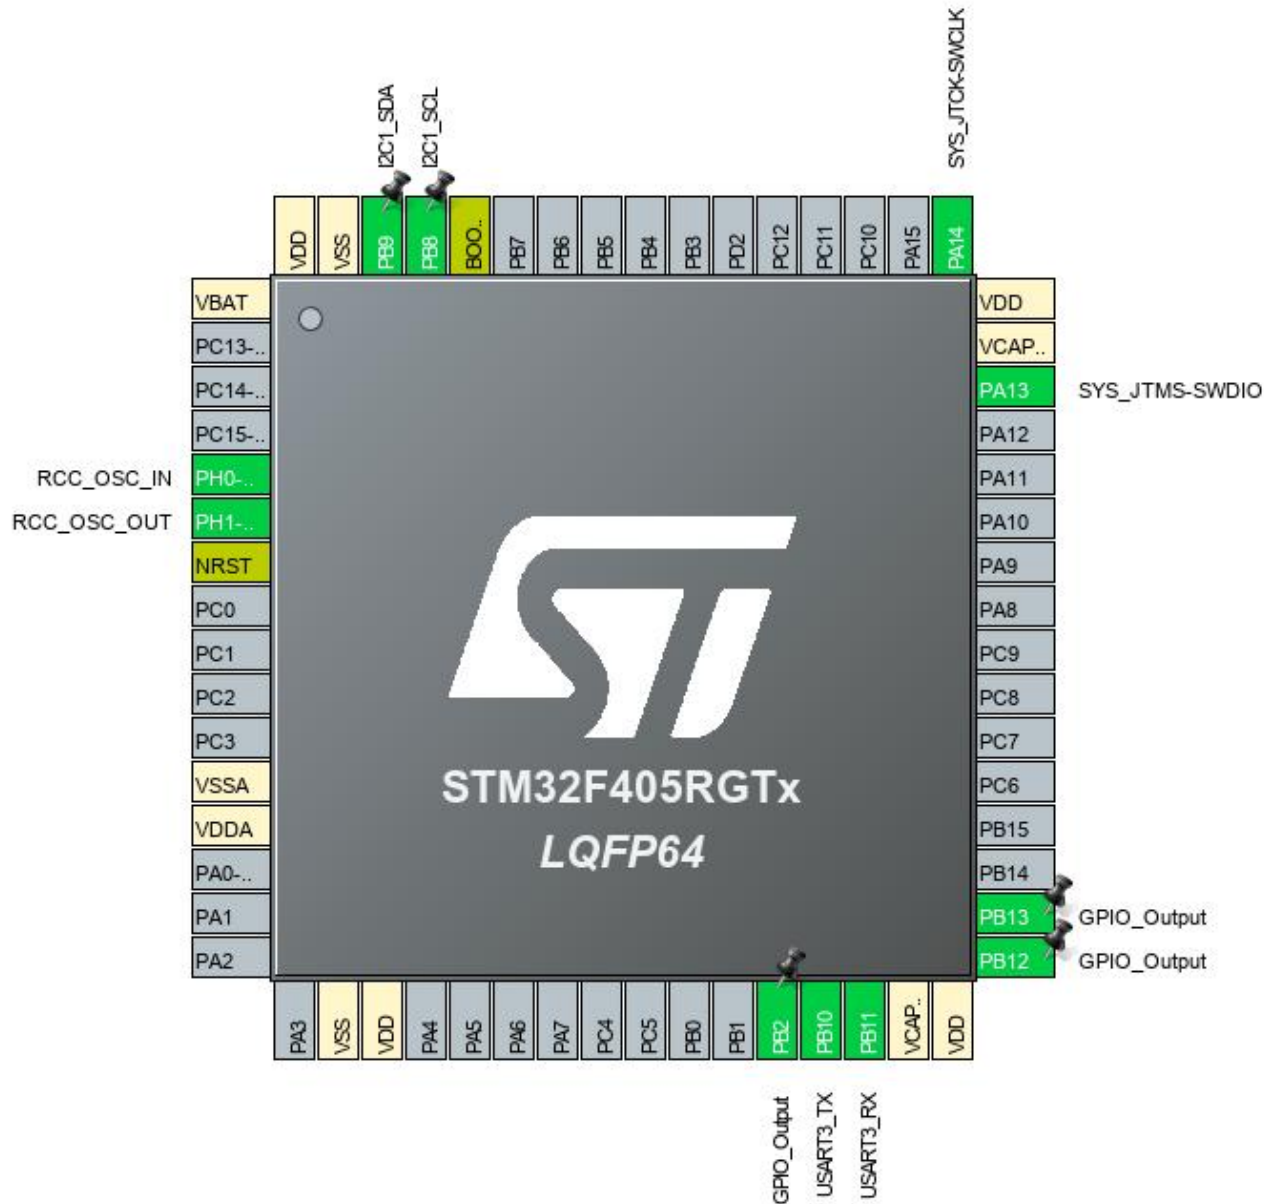 SYS_JTCK-SWCLK
I2C1_SDA
I2C1_SCL
VDD
VSS
PB9
PB8
BOO..
PB7
PB6
PB5
PB4
PB3
PD2
PC12
PC11
PC10
PA15
PA14
VBAT
PC13-..
PC14-..
PC15-..
RCC_OSC_IN PH0-..
RCC_OSC_OUT PH1-..
NRST
PC0
PC1
PC2
PC3
VSSA
VDDA
PA0-..
PA1
PA2
STM32F405RGTx
LQFP64
VDD
VCAP..
PA13 SYS_JTMS-SWDIO
PA12
PA11
PA10
PA9
PA8
PC9
PC8
PC7
PC6
PB15
PB14
PB13 GPIO_Output
PB12 GPIO_Output
PA3
VSS
VDD
PA4
PA5
PA6
PA7
PC4
PC5
PB0
PB1
PB2
PB10
PB11
VCAP..
VDD
GPIO_Output
USART3_TX
USART3_RX